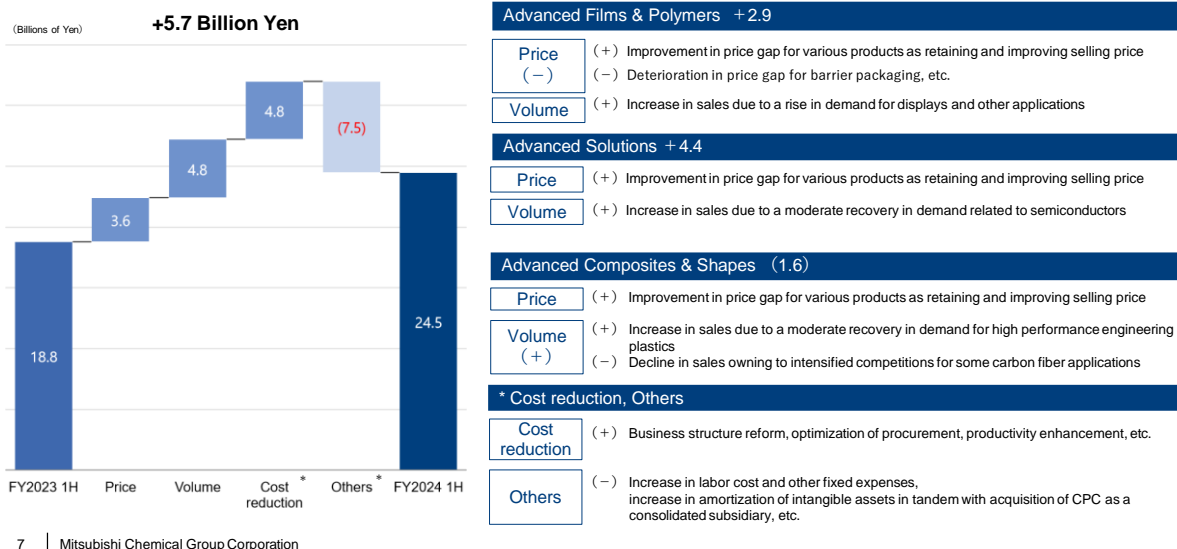 (Billions of Yen)
+5.7 Billion Yen
4.8
(7.5)
4.8
3.6
24.5
18.8
FY2023 1H
Price
Volume
Cost
reduction
*
Others
*
FY2024 1H
Advanced Films & Polymers +2.9
Price
(-)
(+) Improvement in price gap for various products as retaining and improving selling price
(-) Deterioration in price gap for barrier packaging, etc.
Volume
(+) Increase in sales due to a rise in demand for displays and other applications
Advanced Solutions +4.4
Price
(+) Improvement in price gap for various products as retaining and improving selling price
Volume
(+) Increase in sales due to a moderate recovery in demand related to semiconductors
Advanced Composites & Shapes (1.6)
Price
(+) Improvement in price gap for various products as retaining and improving selling price
Volume
(+)
(+) Increase in sales due to a moderate recovery in demand for high performance engineering
plastics
(-) Decline in sales owning to intensified competitions for some carbon fiber applications
* Cost reduction, Others
Cost
reduction
(+) Business structure reform, optimization of procurement, productivity enhancement, etc.
Others
(-) Increase in labor cost and other fixed expenses,
increase in amortization of intangible assets in tandem with acquisition of CPC as a
consolidated subsidiary, etc.
7 | Mitsubishi Chemical Group Corporation